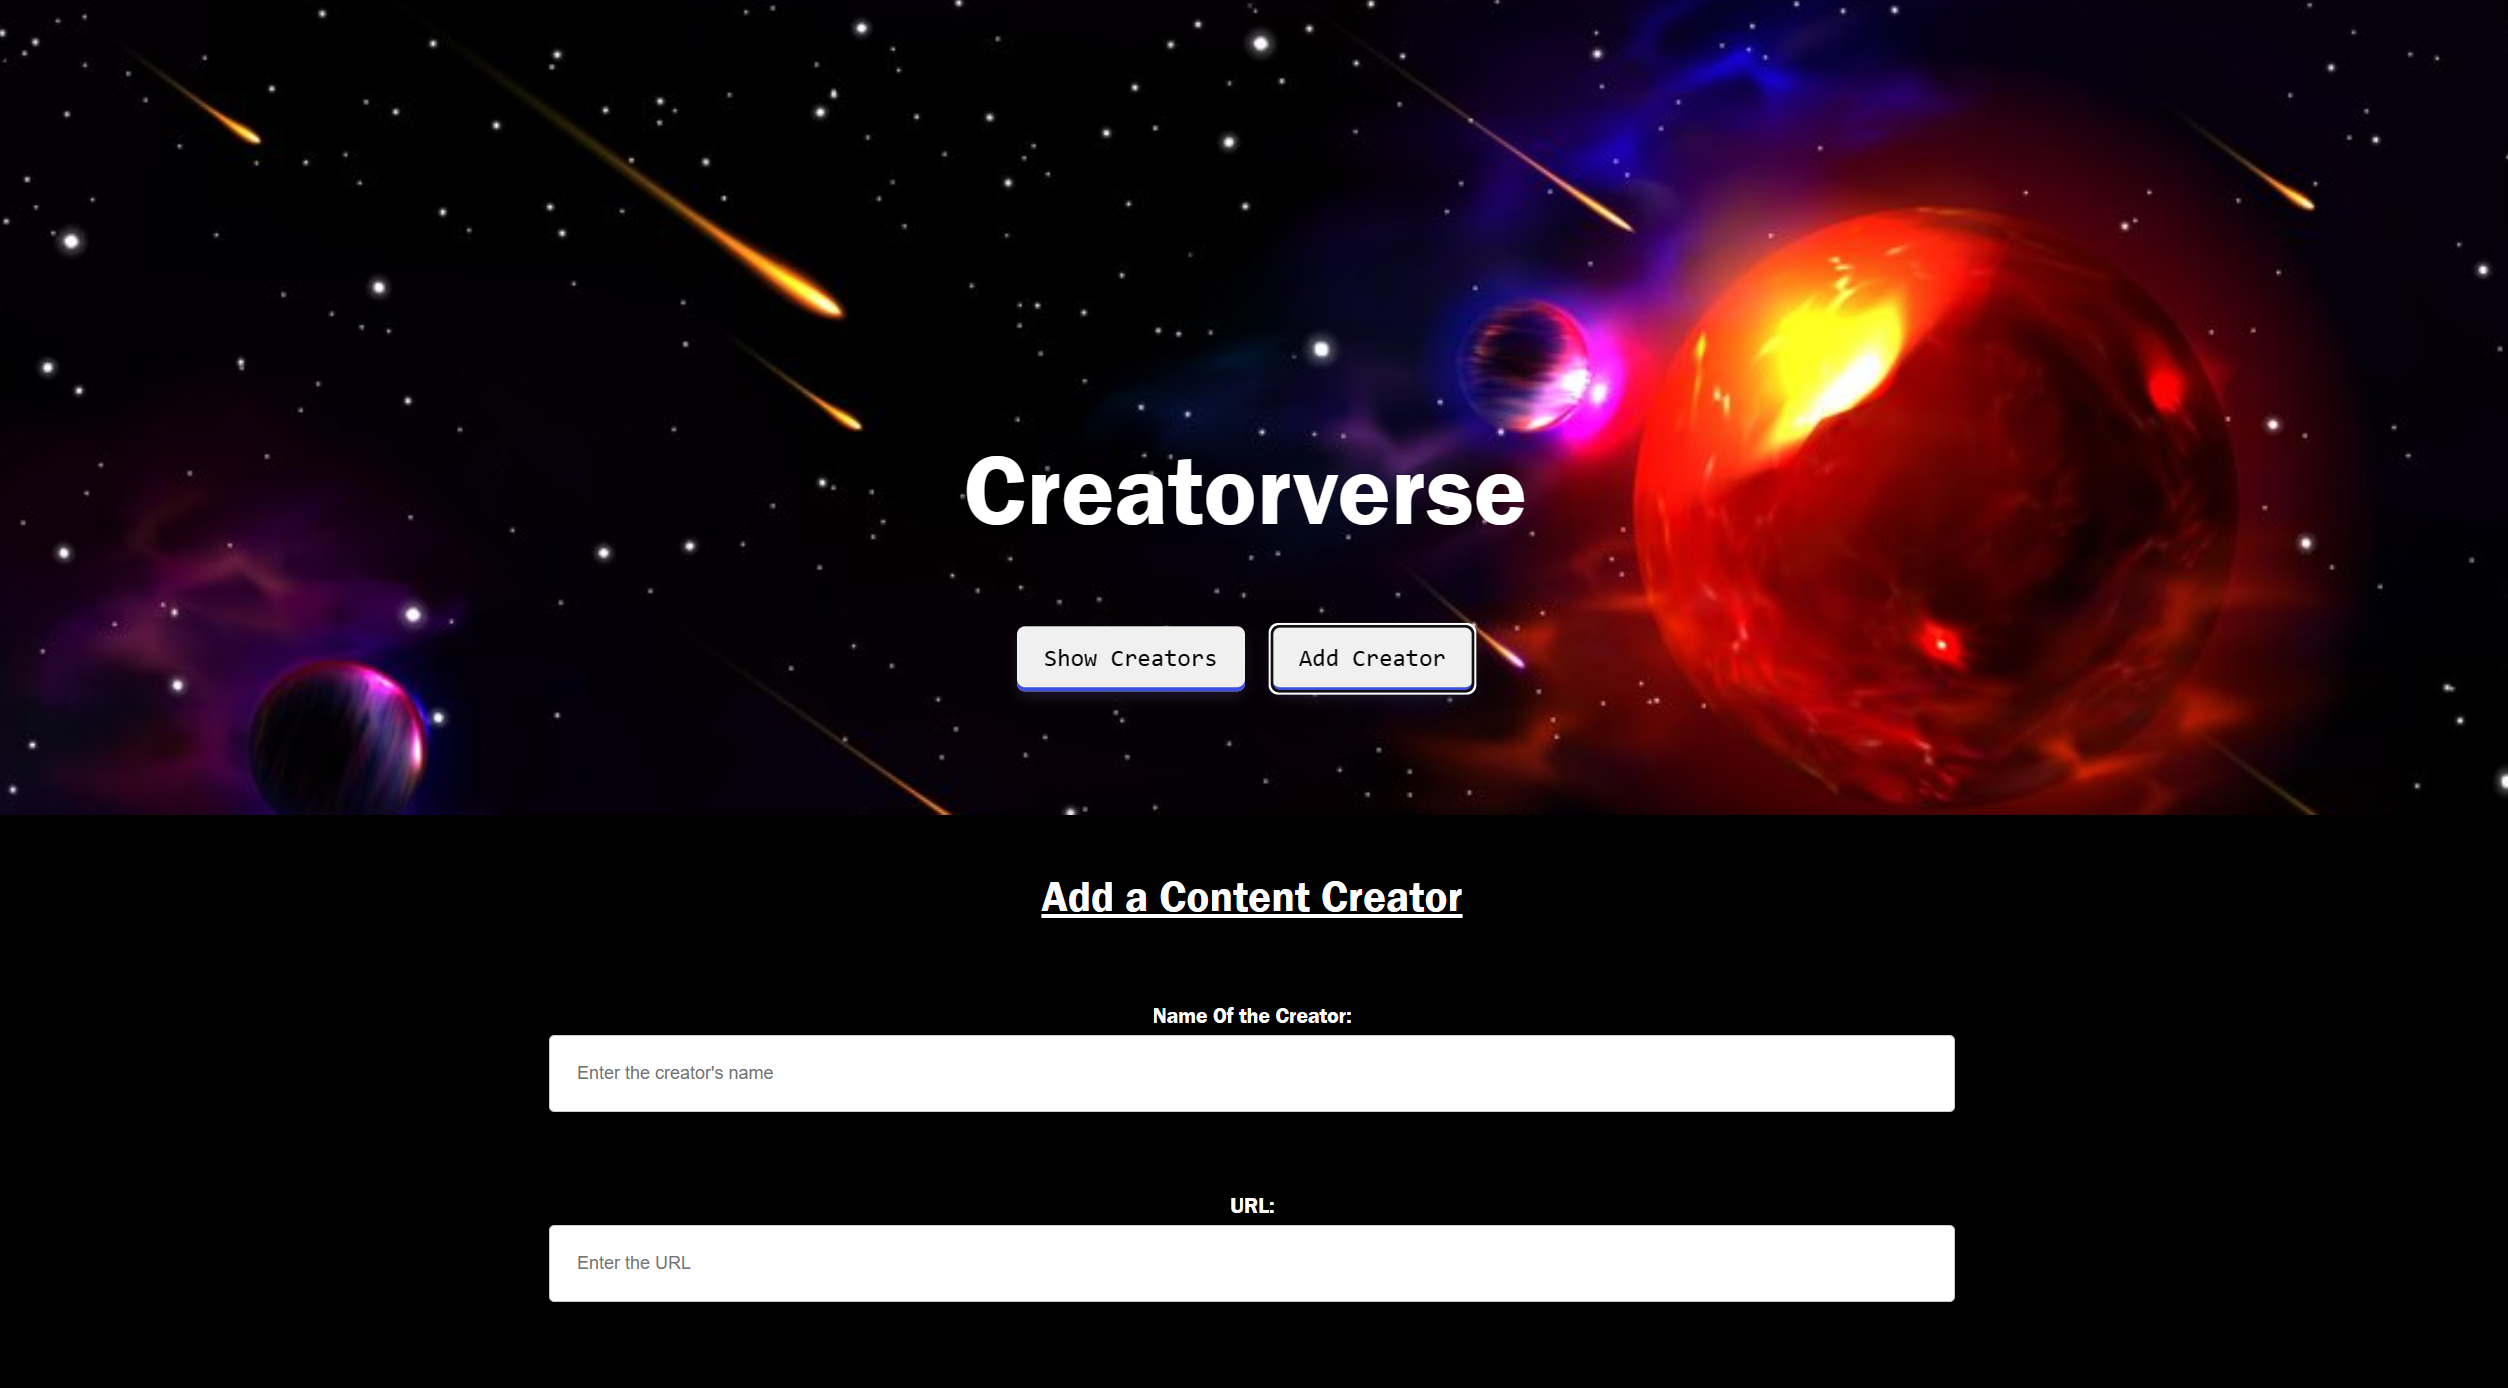 Creatorverse
Show Creators
Add Creator
Add a Content Creator
Name Of the Creator:
Enter the creator's name
URL:
Enter the URL